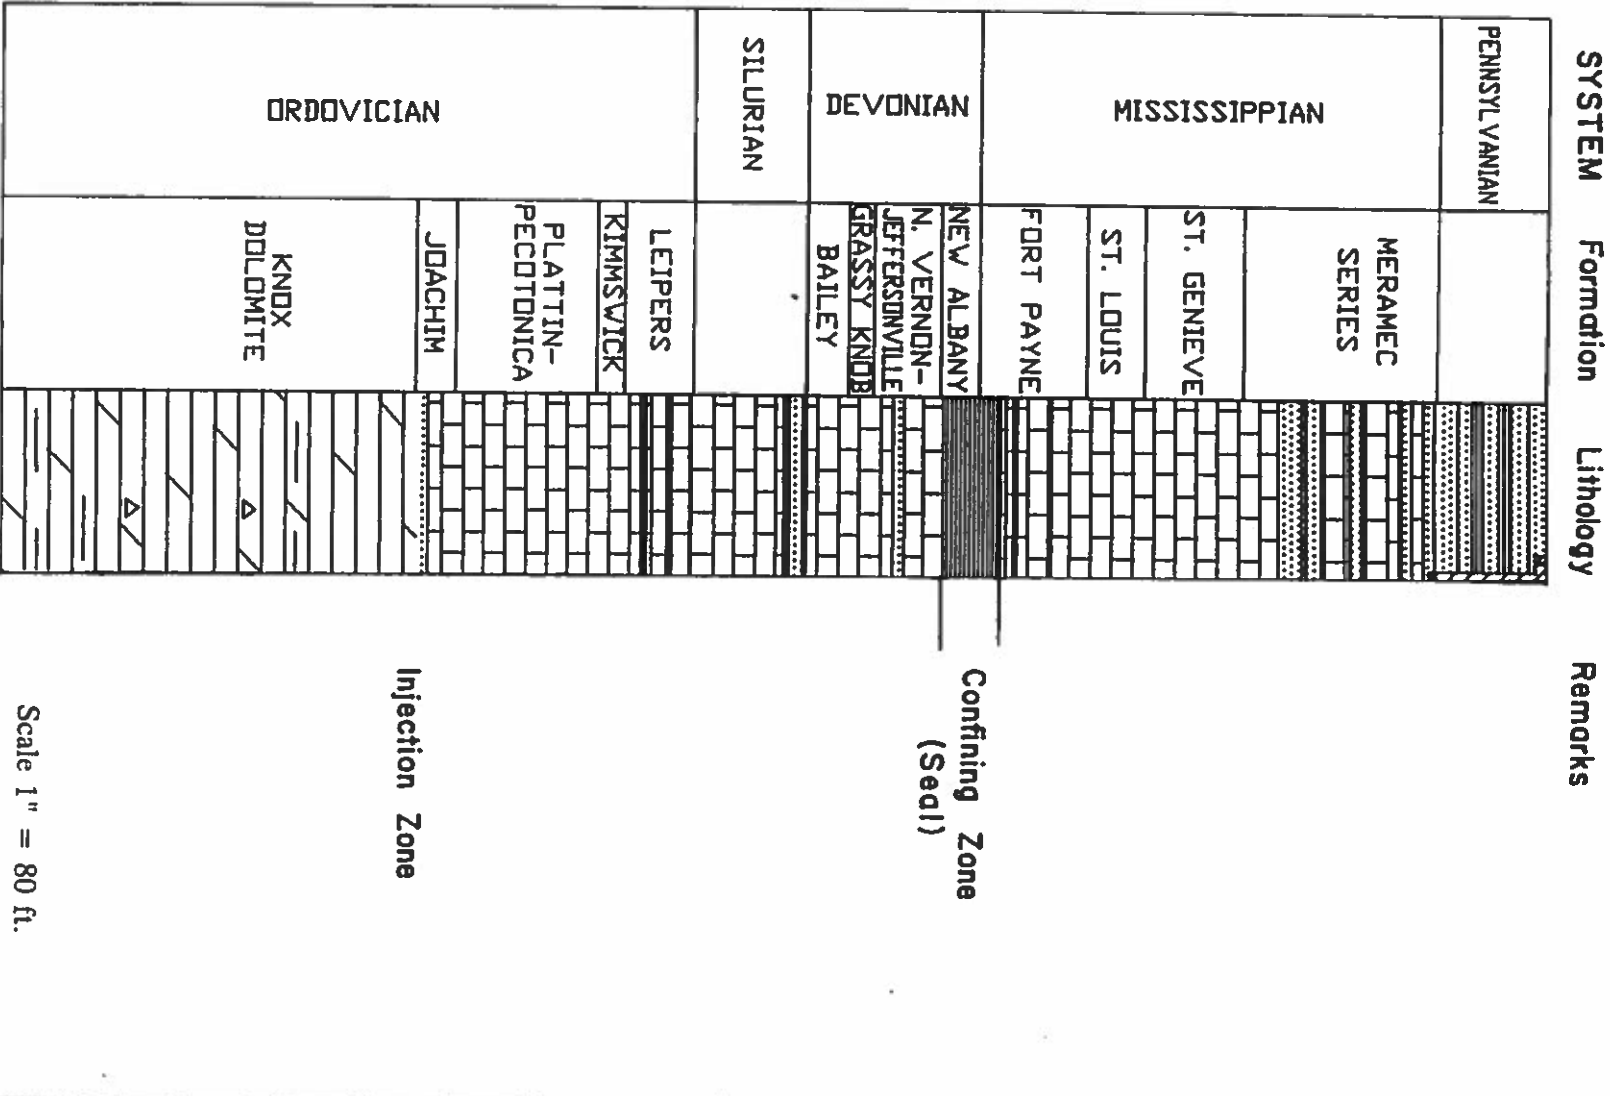 SYSTEM Formation Lithology Remarks
PENNSYLVANIAN
MISSISSIPPIAN
MERAMEC
SERIES
ST. GENIEVE
ST. LOUIS
FORT PAYNE
DEVONIAN
NEW ALBANY
N. VERNON-
JEFFERSONVILLE
GRASSY KNOB
BAILEY
Confining Zone
(Seal)
SILURIAN
ORDOVICIAN
LEIPERS
KIMMSWICK
PLATTIN-
PECOTONICA
JOACHIM
KNOX
DOLOMITE
Injection Zone
Scale 1" = 80 ft.